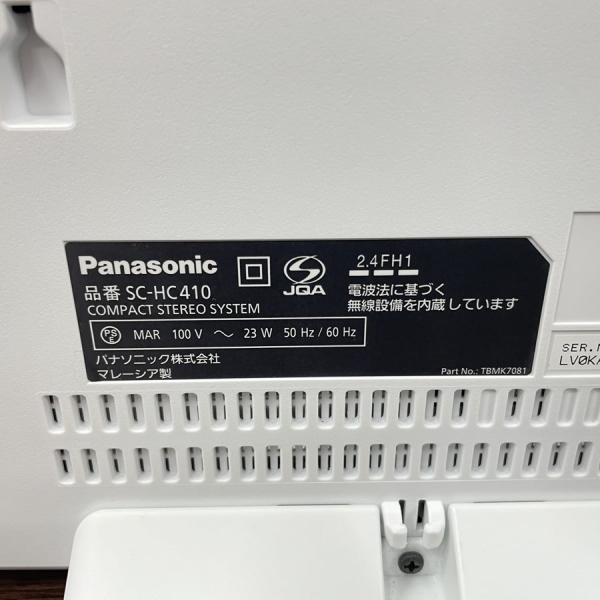 Panasonic
品番 SC-HC410
COMPACT STEREO SYSTEM
JQA
2.4FH1
電波法に基づく
無線設備を内蔵しています
PS E MAR 100 V ～ 23 W 50 Hz / 60 Hz
パナソニック株式会社
マレーシア製
Part No.: TBMK7081
SER.N
LV0KA